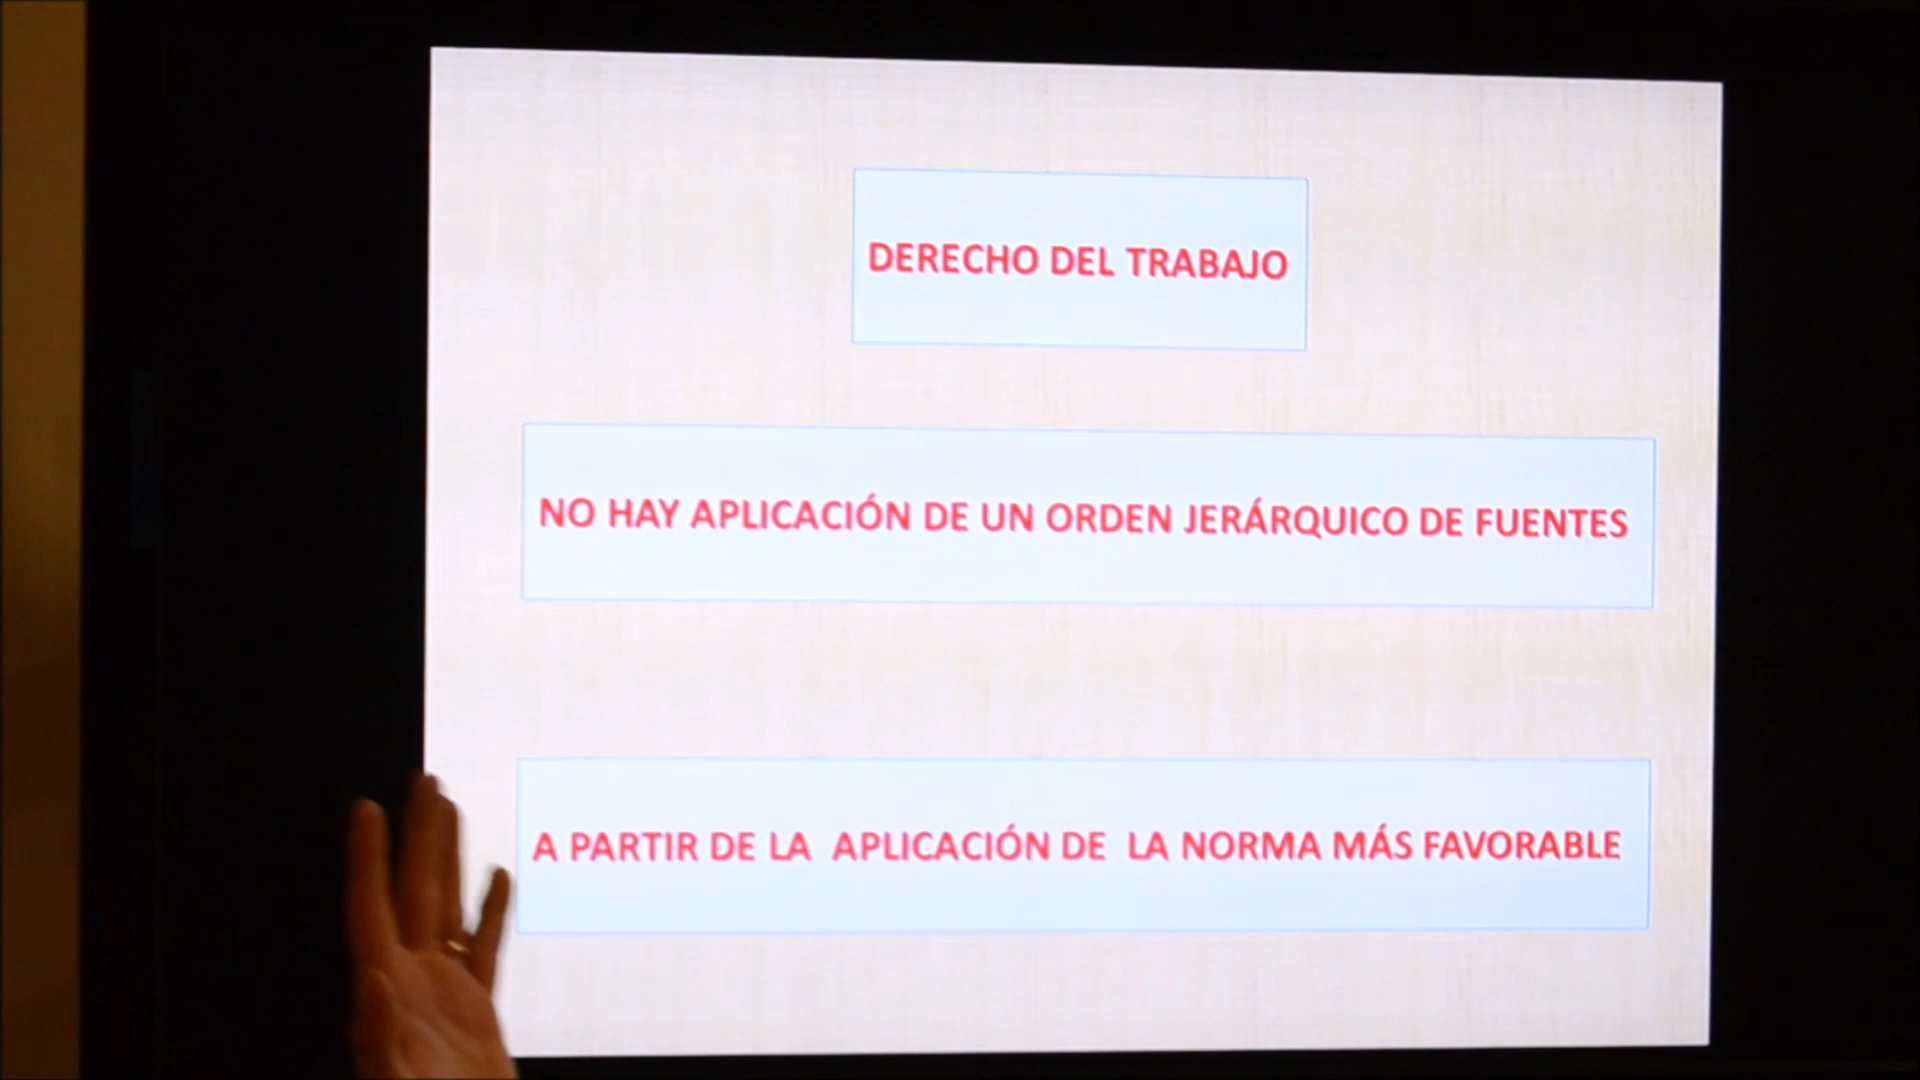 DERECHO DEL TRABAJO
NO HAY APLICACIÓN DE UN ORDEN JERÁRQUICO DE FUENTES
A PARTIR DE LA APLICACIÓN DE LA NORMA MÁS FAVORABLE